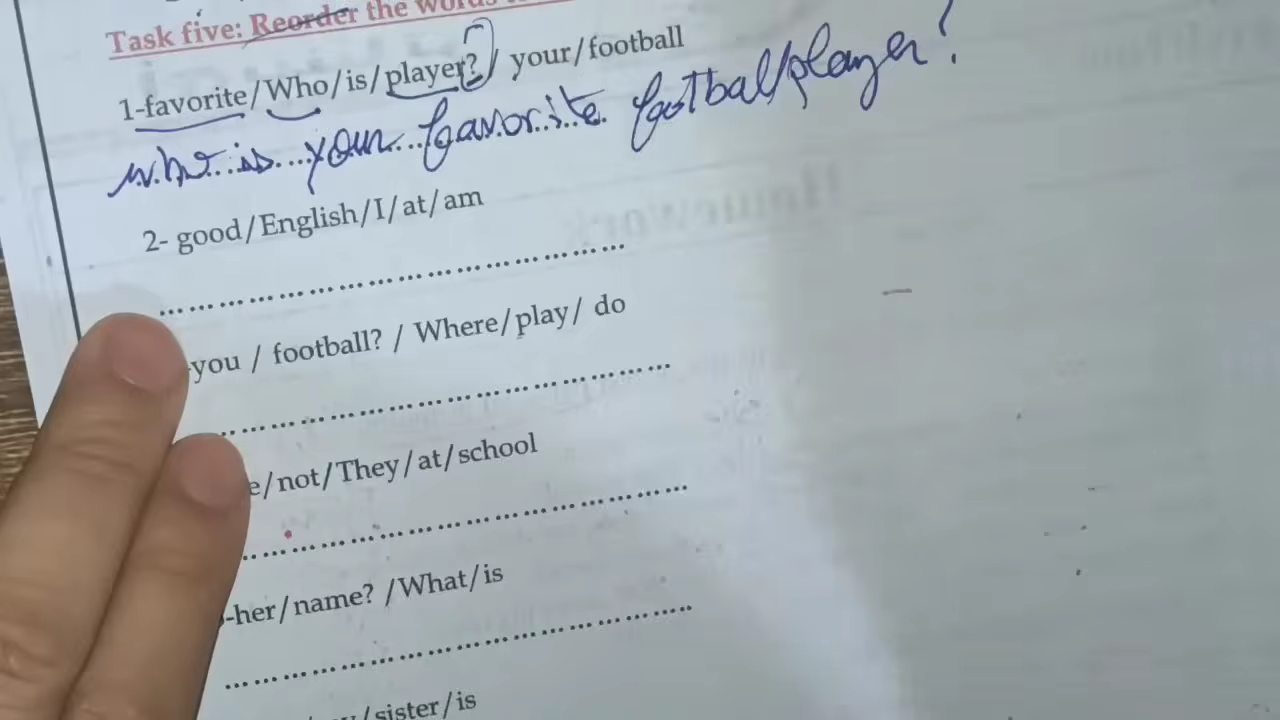 Task five: Reorder the words
1-favorite/Who/is/player?/ your/football
who is your favorite football player?
2- good/English/I/at/am
-you / football? / Where/play/ do
/not/They/at/school
-her/name? /What/is
/sister/is